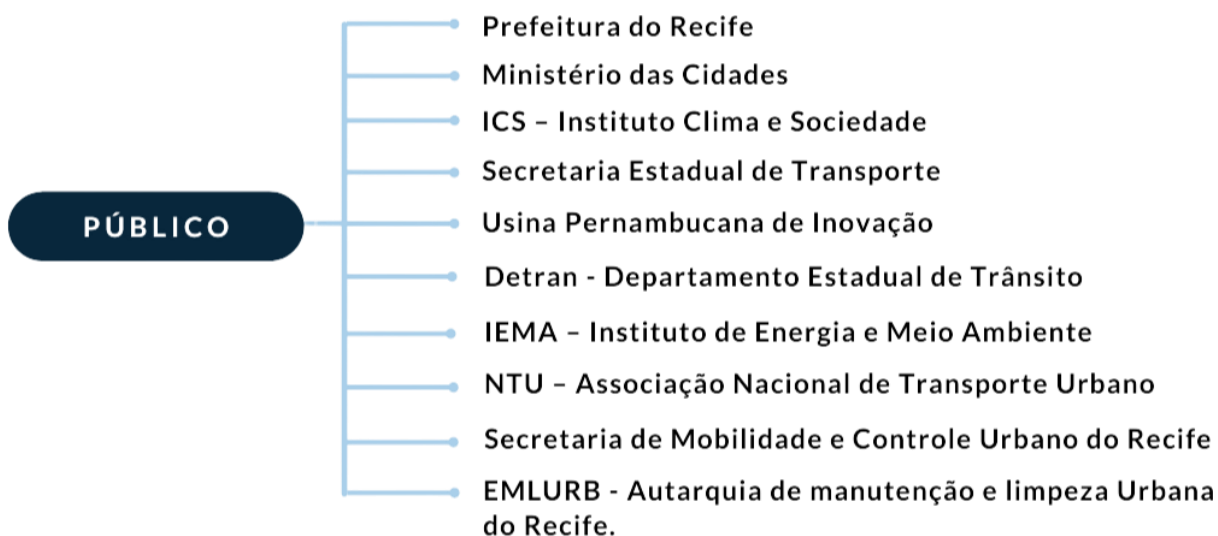 Prefeitura do Recife
Ministério das Cidades
ICS – Instituto Clima e Sociedade
Secretaria Estadual de Transporte
PÚBLICO
Usina Pernambucana de Inovação
Detran - Departamento Estadual de Trânsito
IEMA – Instituto de Energia e Meio Ambiente
NTU – Associação Nacional de Transporte Urbano
Secretaria de Mobilidade e Controle Urbano do Recife
EMLURB - Autarquia de manutenção e limpeza Urbana
do Recife.